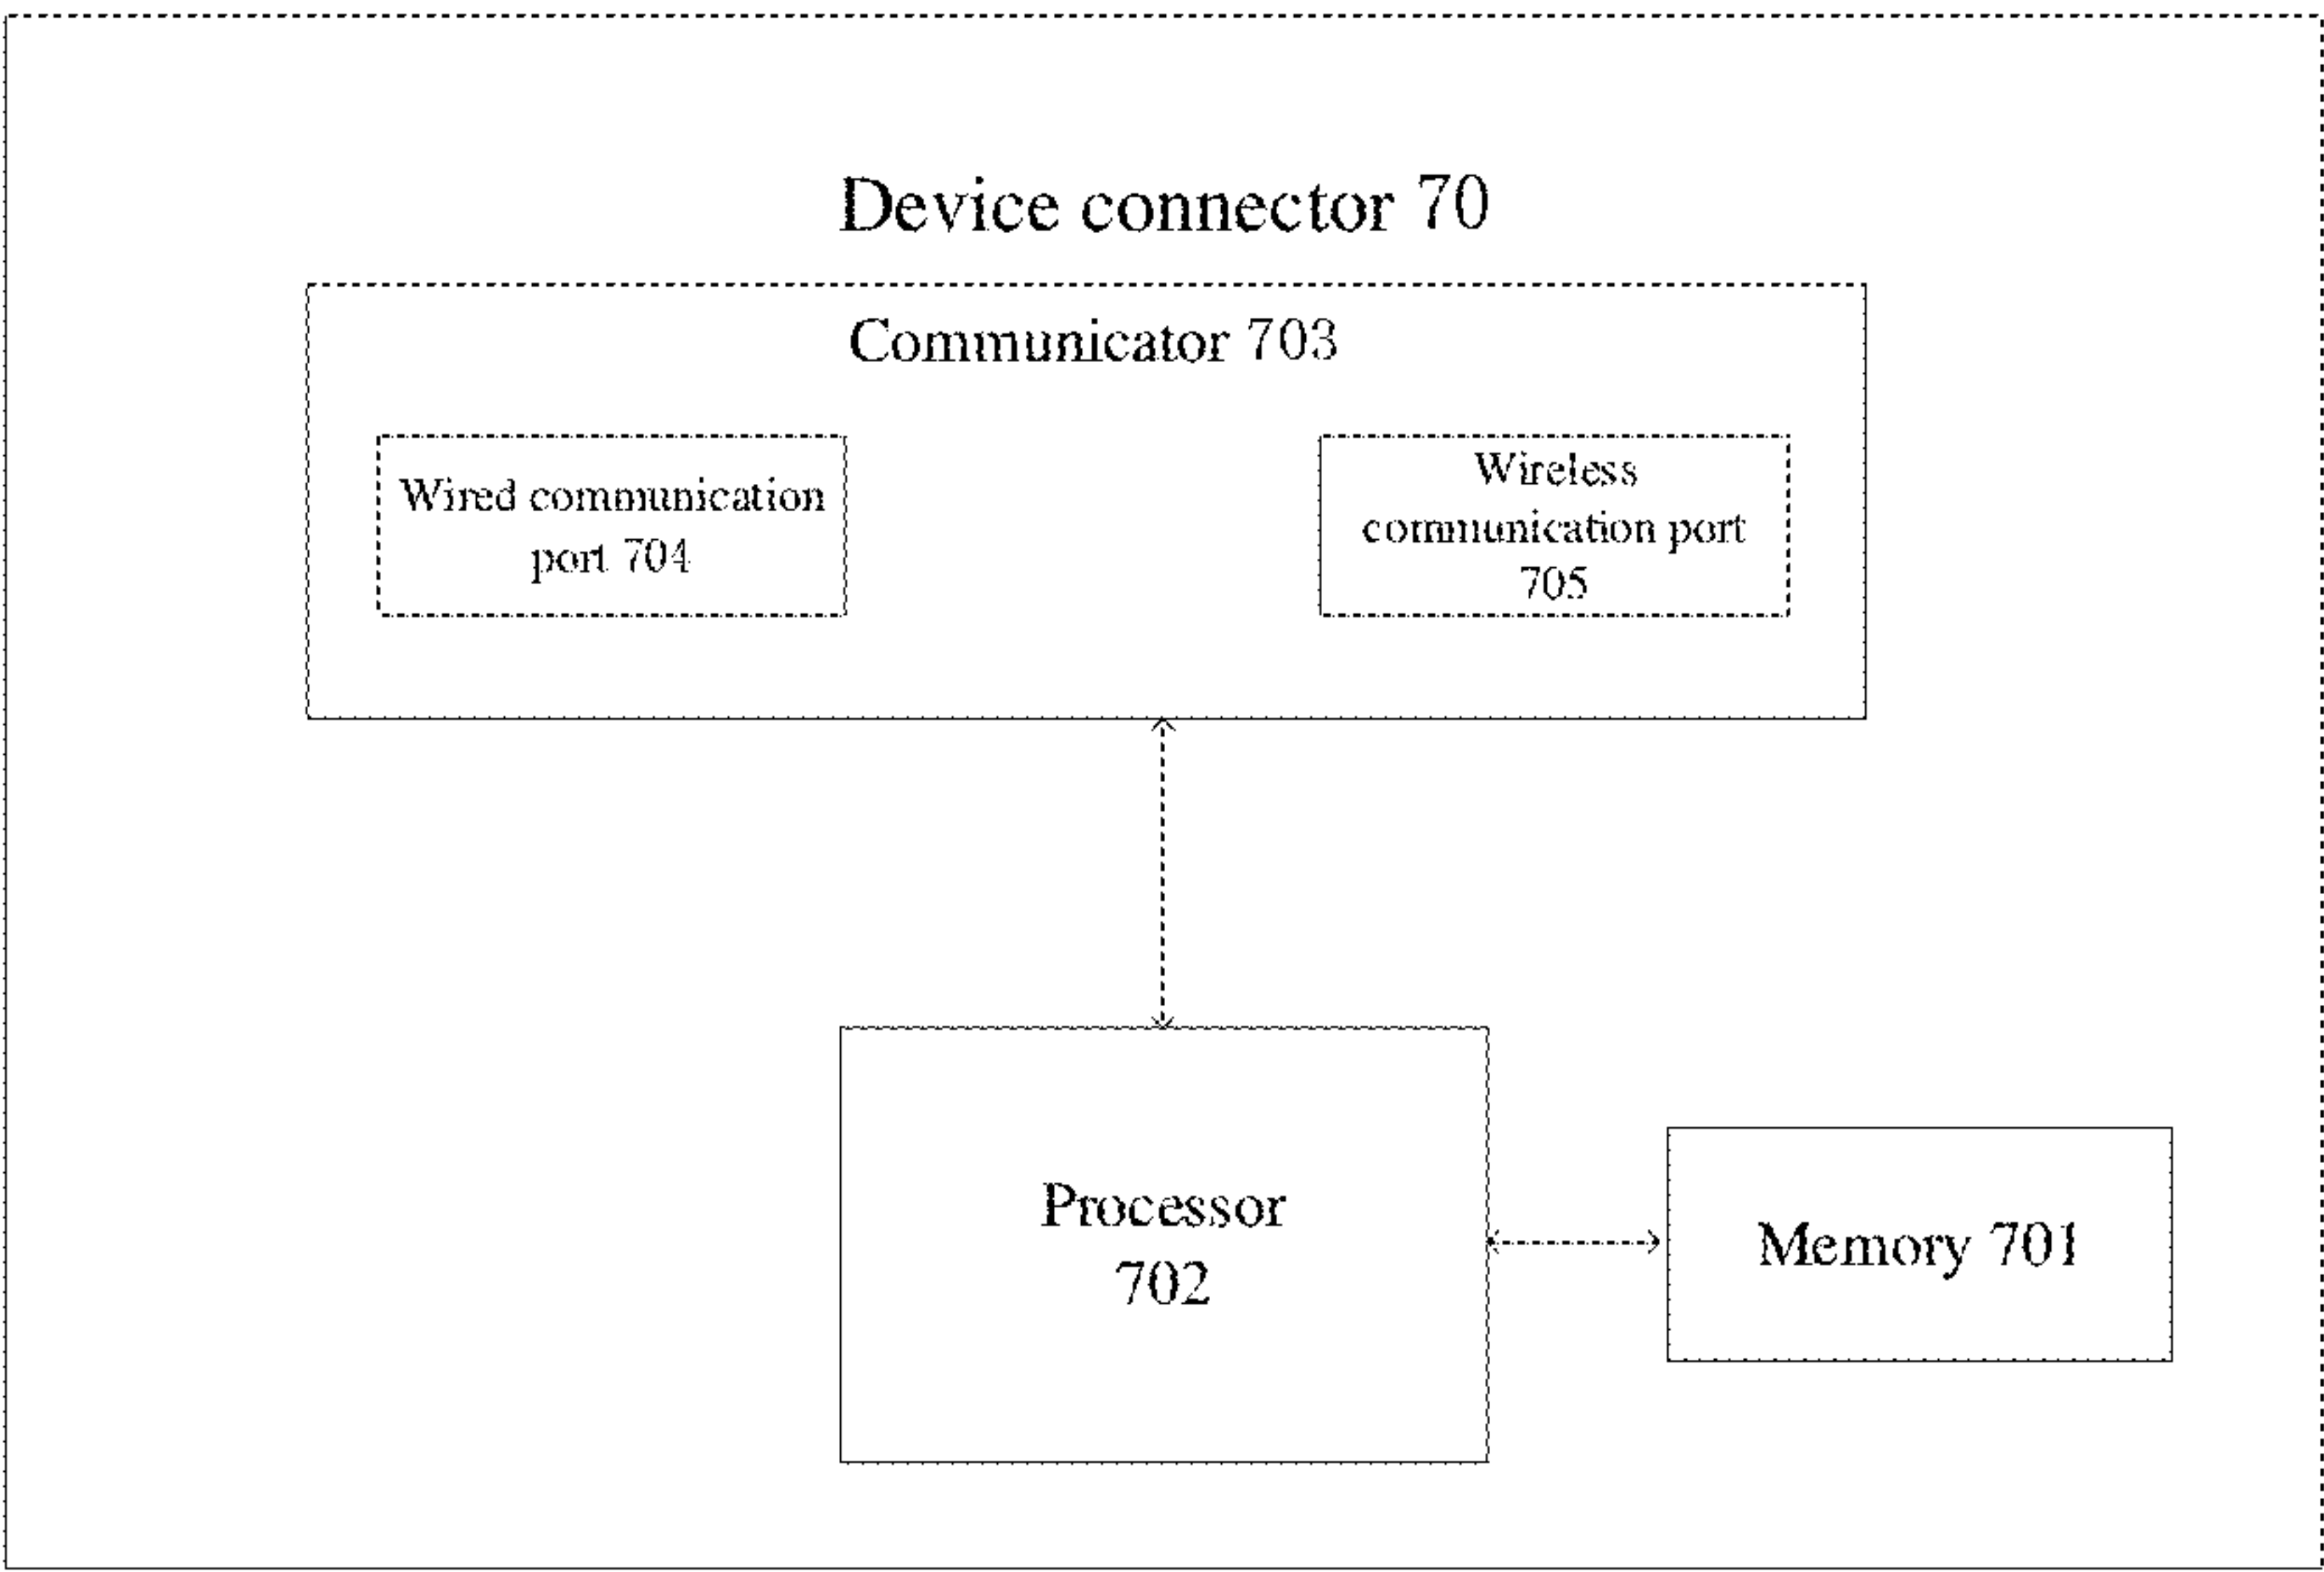 Device connector 70
Communicator 703
Wired communication
port 704
Wireless
communication port
705
Processor
702
Memory 701